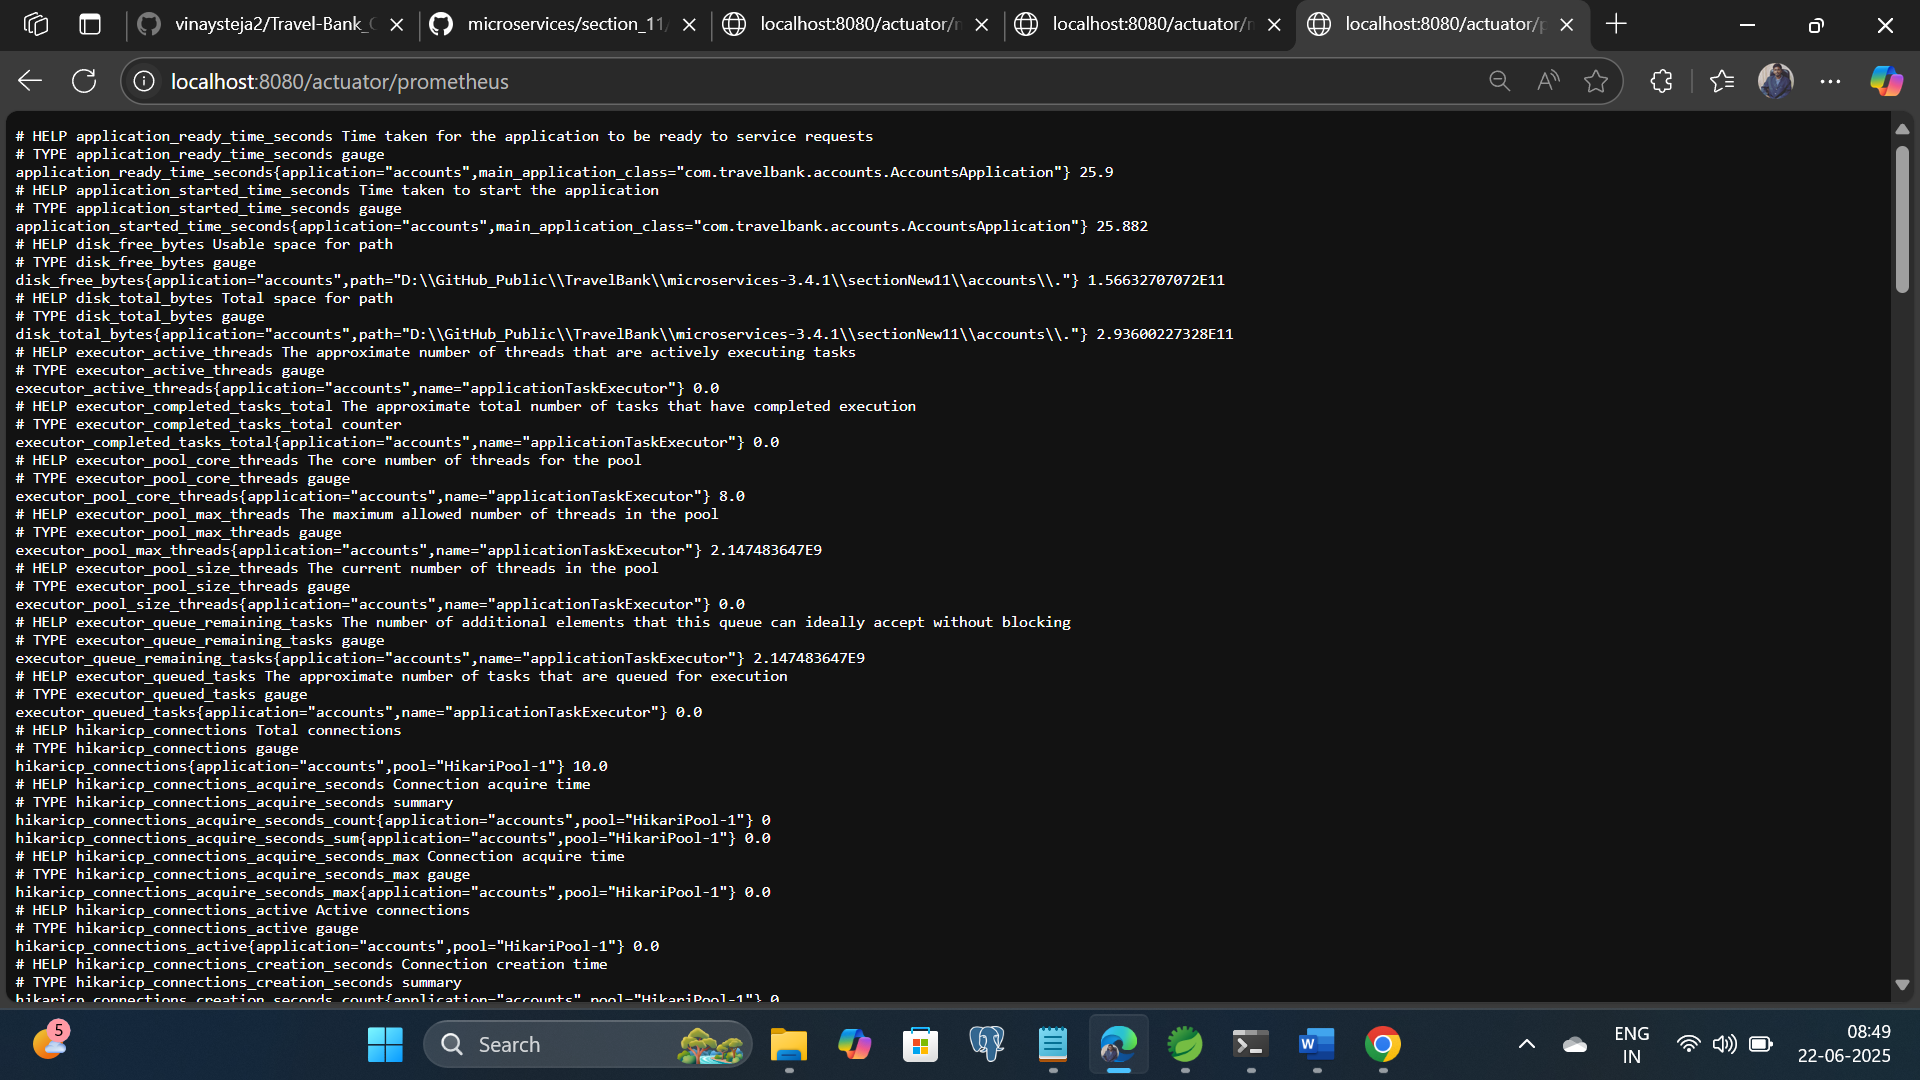 vinaysteja2/Travel-Bank_
microservices/section_11/
localhost:8080/actuator/
localhost:8080/actuator/
localhost:8080/actuator/p
localhost:8080/actuator/prometheus
# HELP application_ready_time_seconds Time taken for the application to be ready to service requests
# TYPE application_ready_time_seconds gauge
application_ready_time_seconds{application="accounts",main_application_class="com.travelbank.accounts.AccountsApplication"} 25.9
# HELP application_started_time_seconds Time taken to start the application
# TYPE application_started_time_seconds gauge
application_started_time_seconds{application="accounts",main_application_class="com.travelbank.accounts.AccountsApplication"} 25.882
# HELP disk_free_bytes Usable space for path
# TYPE disk_free_bytes gauge
disk_free_bytes{application="accounts",path="D:\\GitHub_Public\\TravelBank\\microservices-3.4.1\\sectionNew11\\accounts\\."} 1.56632707072E11
# HELP disk_total_bytes Total space for path
# TYPE disk_total_bytes gauge
disk_total_bytes{application="accounts",path="D:\\GitHub_Public\\TravelBank\\microservices-3.4.1\\sectionNew11\\accounts\\."} 2.93600227328E11
# HELP executor_active_threads The approximate number of threads that are actively executing tasks
# TYPE executor_active_threads gauge
executor_active_threads{application="accounts",name="applicationTaskExecutor"} 0.0
# HELP executor_completed_tasks_total The approximate total number of tasks that have completed execution
# TYPE executor_completed_tasks_total counter
executor_completed_tasks_total{application="accounts",name="applicationTaskExecutor"} 0.0
# HELP executor_pool_core_threads The core number of threads for the pool
# TYPE executor_pool_core_threads gauge
executor_pool_core_threads{application="accounts",name="applicationTaskExecutor"} 8.0
# HELP executor_pool_max_threads The maximum allowed number of threads in the pool
# TYPE executor_pool_max_threads gauge
executor_pool_max_threads{application="accounts",name="applicationTaskExecutor"} 2.147483647E9
# HELP executor_pool_size_threads The current number of threads in the pool
# TYPE executor_pool_size_threads gauge
executor_pool_size_threads{application="accounts",name="applicationTaskExecutor"} 0.0
# HELP executor_queue_remaining_tasks The number of additional elements that this queue can ideally accept without blocking
# TYPE executor_queue_remaining_tasks gauge
executor_queue_remaining_tasks{application="accounts",name="applicationTaskExecutor"} 2.147483647E9
# HELP executor_queued_tasks The approximate number of tasks that are queued for execution
# TYPE executor_queued_tasks gauge
executor_queued_tasks{application="accounts",name="applicationTaskExecutor"} 0.0
# HELP hikaricp_connections Total connections
# TYPE hikaricp_connections gauge
hikaricp_connections{application="accounts",pool="HikariPool-1"} 10.0
# HELP hikaricp_connections_acquire_seconds Connection acquire time
# TYPE hikaricp_connections_acquire_seconds summary
hikaricp_connections_acquire_seconds_count{application="accounts",pool="HikariPool-1"} 0
hikaricp_connections_acquire_seconds_sum{application="accounts",pool="HikariPool-1"} 0.0
# HELP hikaricp_connections_acquire_seconds_max Connection acquire time
# TYPE hikaricp_connections_acquire_seconds_max gauge
hikaricp_connections_acquire_seconds_max{application="accounts",pool="HikariPool-1"} 0.0
# HELP hikaricp_connections_active Active connections
# TYPE hikaricp_connections_active gauge
hikaricp_connections_active{application="accounts",pool="HikariPool-1"} 0.0
# HELP hikaricp_connections_creation_seconds Connection creation time
# TYPE hikaricp_connections_creation_seconds summary
hikaricp_connections_creation_seconds_count{application="accounts",pool="HikariPool-1"} 0
5
Search
ENG
IN
08:49
22-06-2025